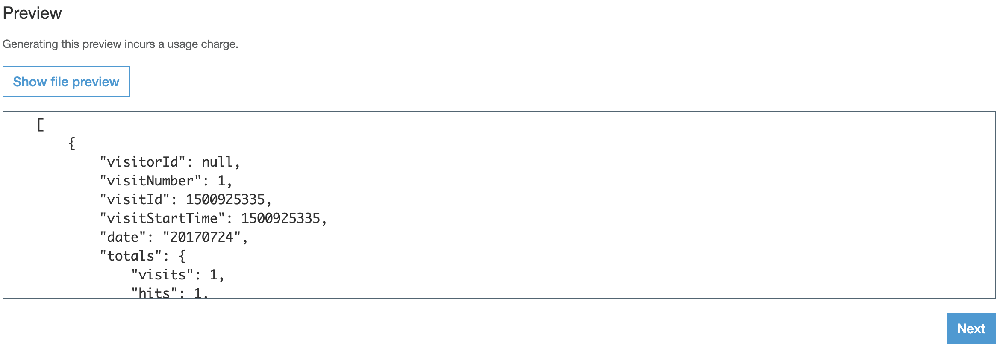 Preview
Generating this preview incurs a usage charge.
Show file preview
[
{
"visitorId": null,
"visitNumber": 1,
"visitId": 1500925335,
"visitStartTime": 1500925335,
"date": "20170724",
"totals": {
"visits": 1,
"hits": 1,
Next